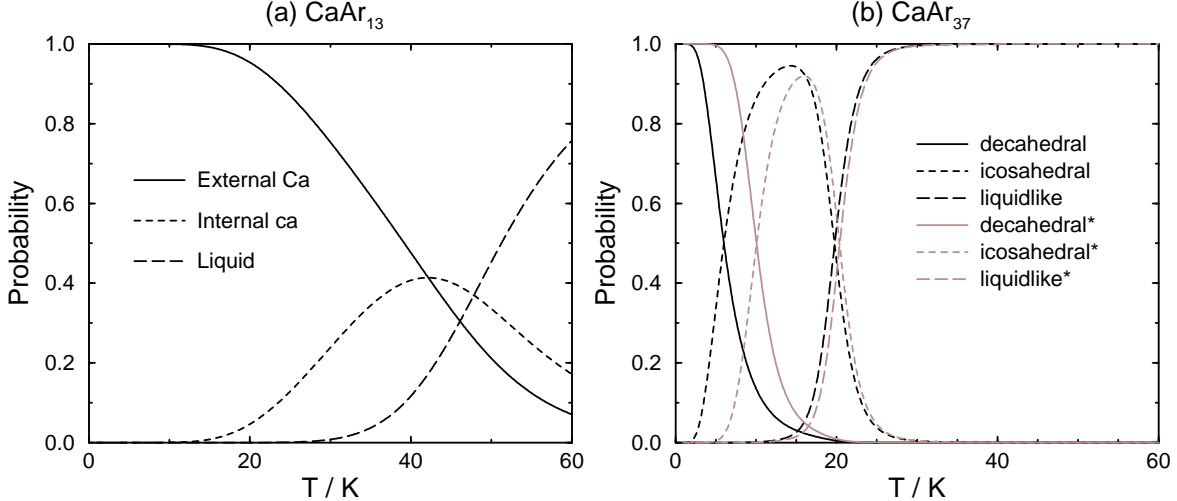 (a) CaAr₁₃
Probability
1.0
0.8
0.6
0.4
0.2
0.0
External Ca
Internal ca
Liquid
0 20 40 60
T / K
(b) CaAr₃₇
Probability
1.0
0.8
0.6
0.4
0.2
0.0
decahedral
icosahedral
liquidlike
decahedral*
icosahedral*
liquidlike*
0 20 40 60
T / K